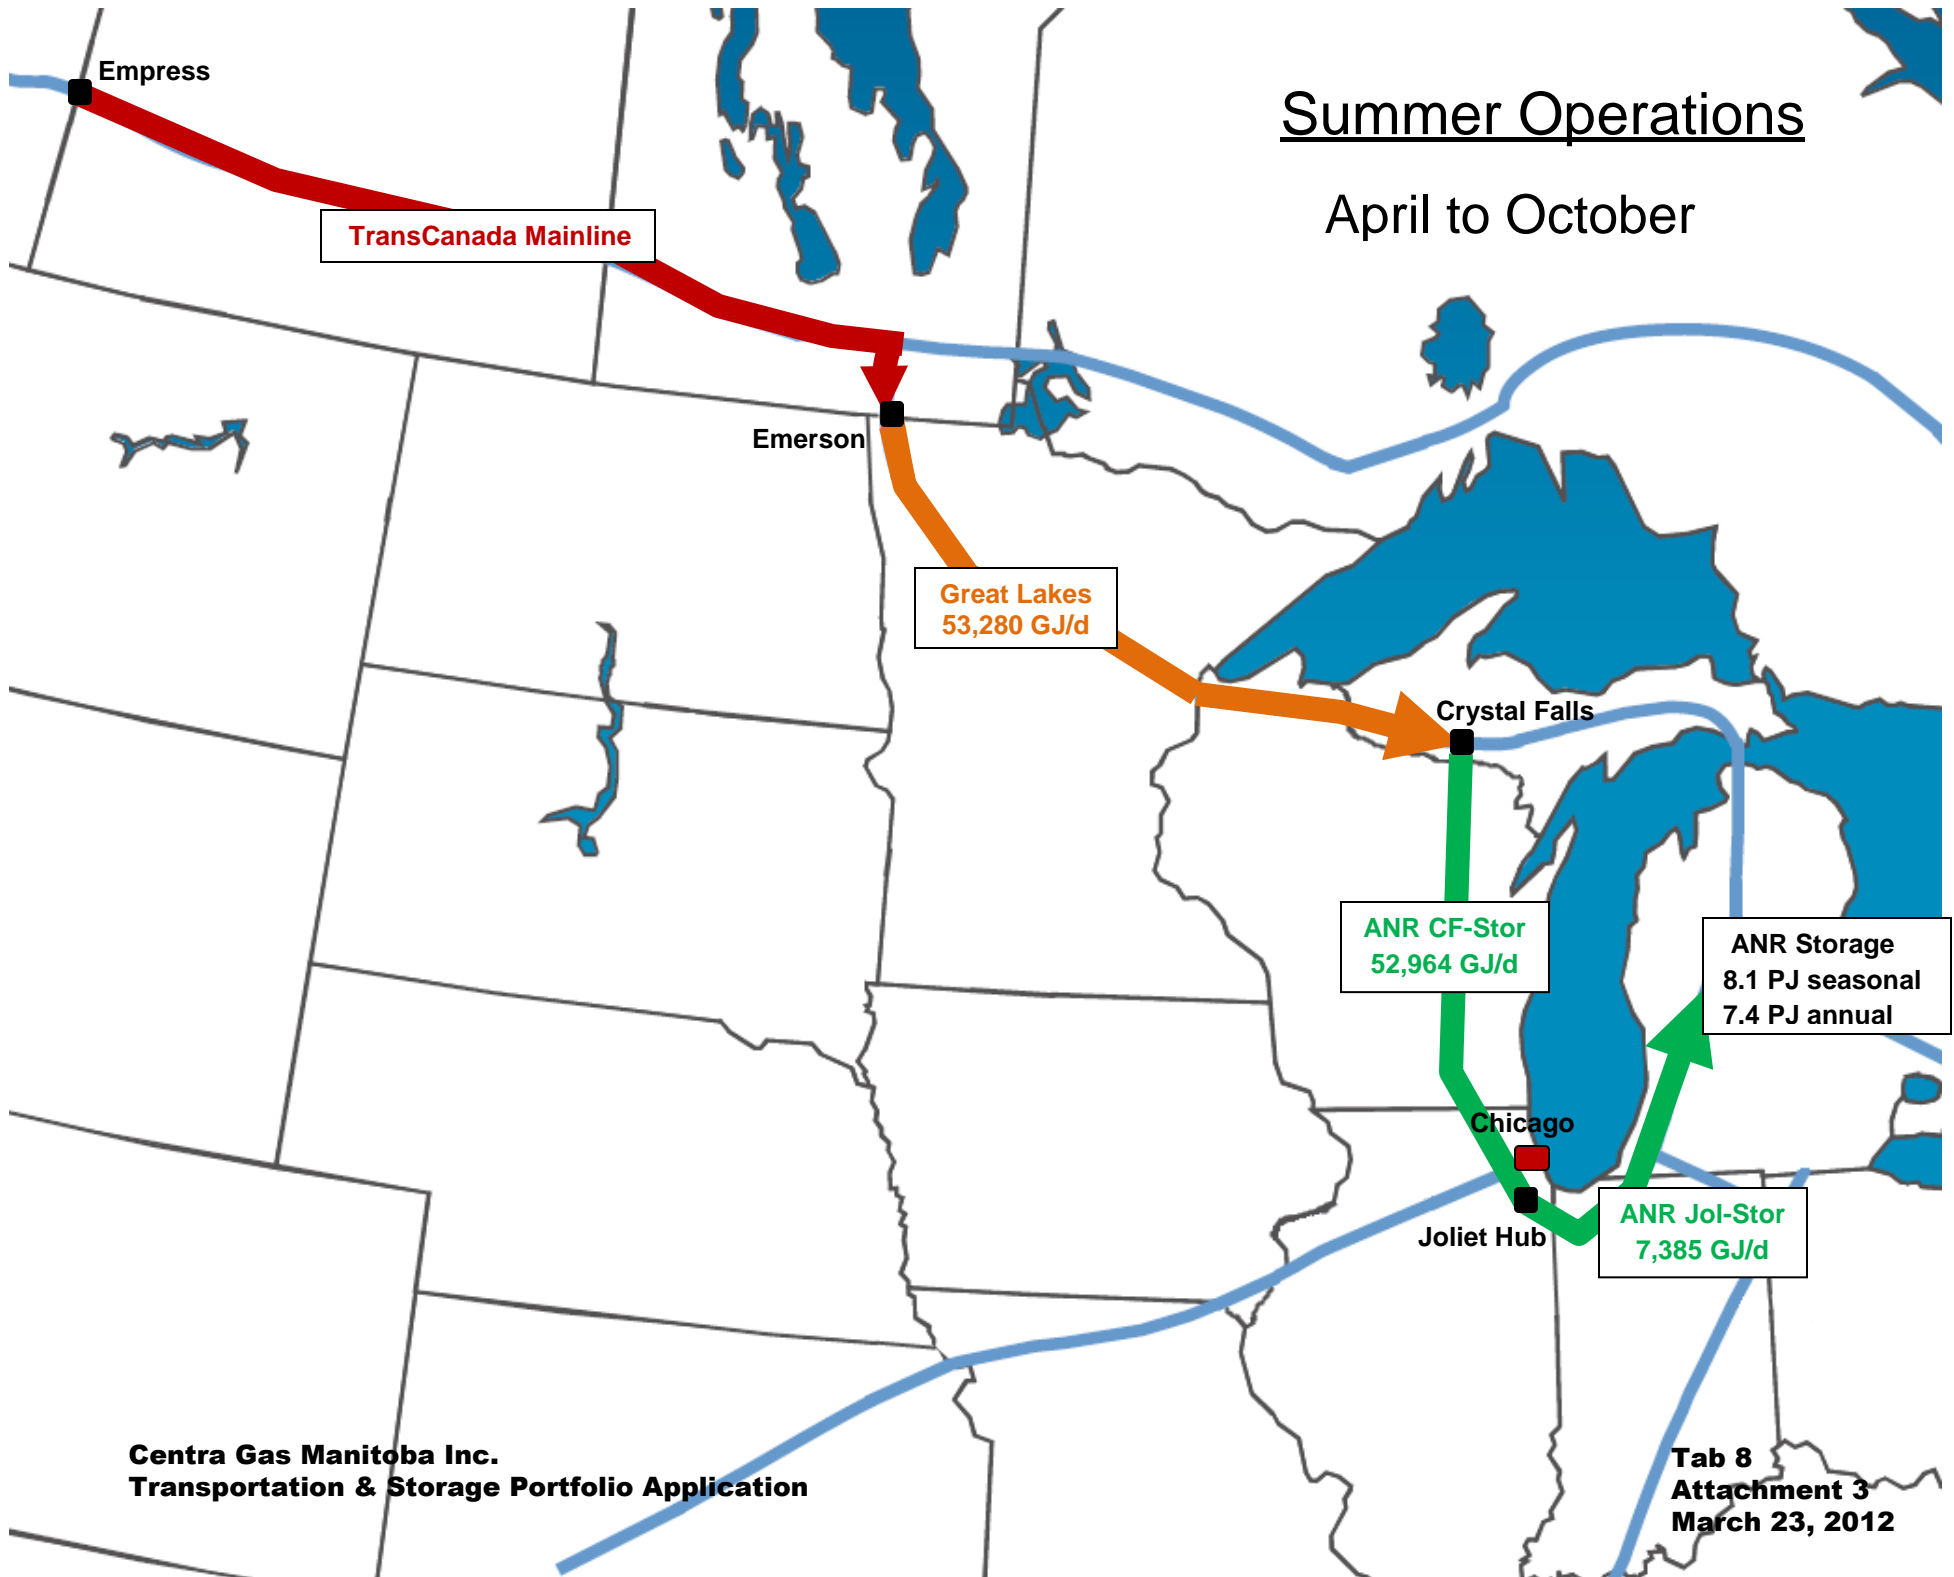 Empress
Summer Operations
April to October
TransCanada Mainline
Emerson
Great Lakes
53,280 GJ/d
Crystal Falls
ANR CF-Stor
52,964 GJ/d
ANR Storage
8.1 PJ seasonal
7.4 PJ annual
Chicago
Joliet Hub
ANR Jol-Stor
7,385 GJ/d
Centra Gas Manitoba Inc.
Transportation & Storage Portfolio Application
Tab 8
Attachment 3
March 23, 2012